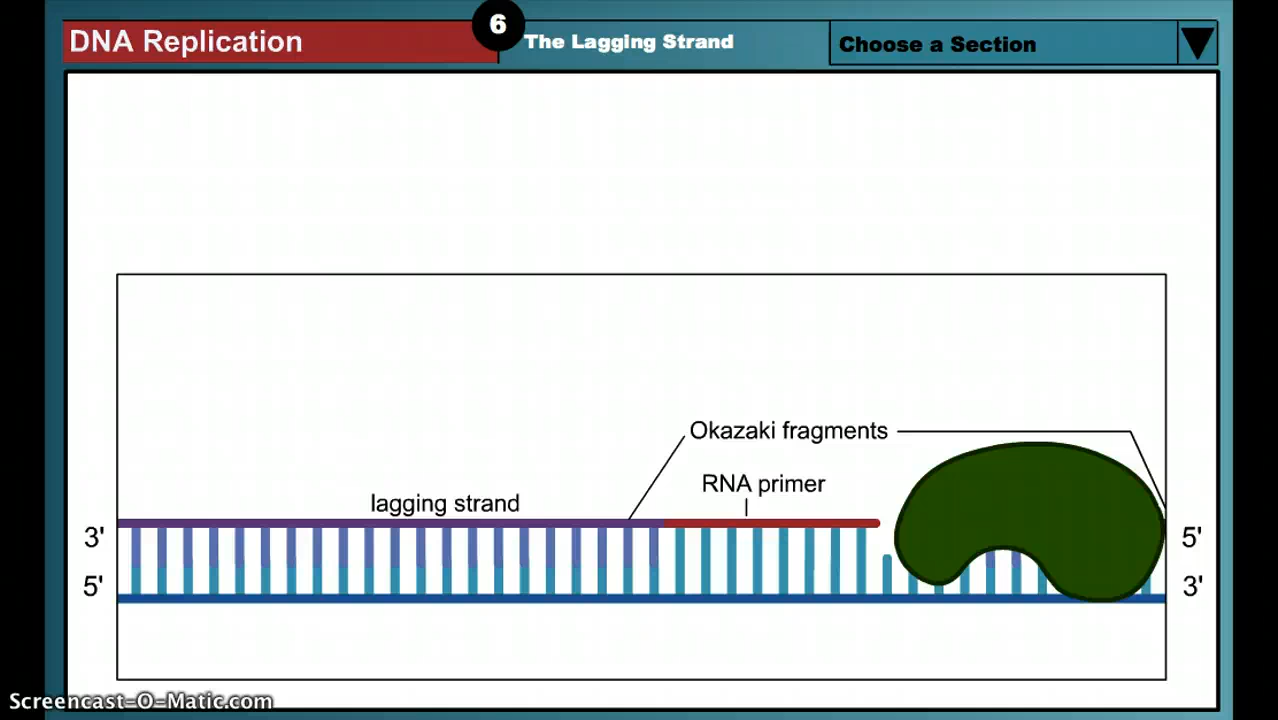 DNA Replication
6
The Lagging Strand
Choose a Section
Okazaki fragments
RNA primer
lagging strand
3'
5'
5'
3'
Screencast-O-Matic.com